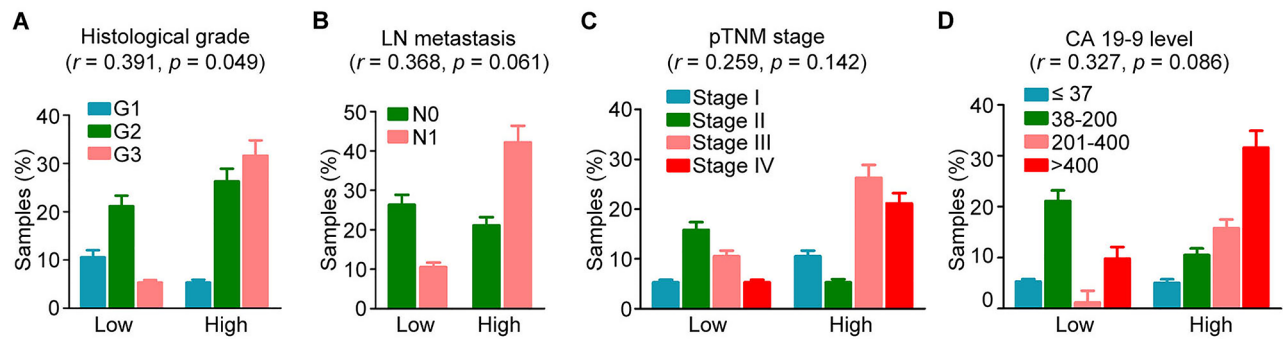 A
Histological grade
(r = 0.391, p = 0.049)
G1
G2
G3
Samples (%)
40
30
20
10
0
Low
High
B
LN metastasis
(r = 0.368, p = 0.061)
N0
N1
Samples (%)
50
40
30
20
10
0
Low
High
C
pTNM stage
(r = 0.259, p = 0.142)
Stage I
Stage II
Stage III
Stage IV
Samples (%)
40
30
20
10
0
Low
High
D
CA 19-9 level
(r = 0.327, p = 0.086)
≤ 37
38-200
201-400
>400
Samples (%)
40
30
20
10
0
Low
High